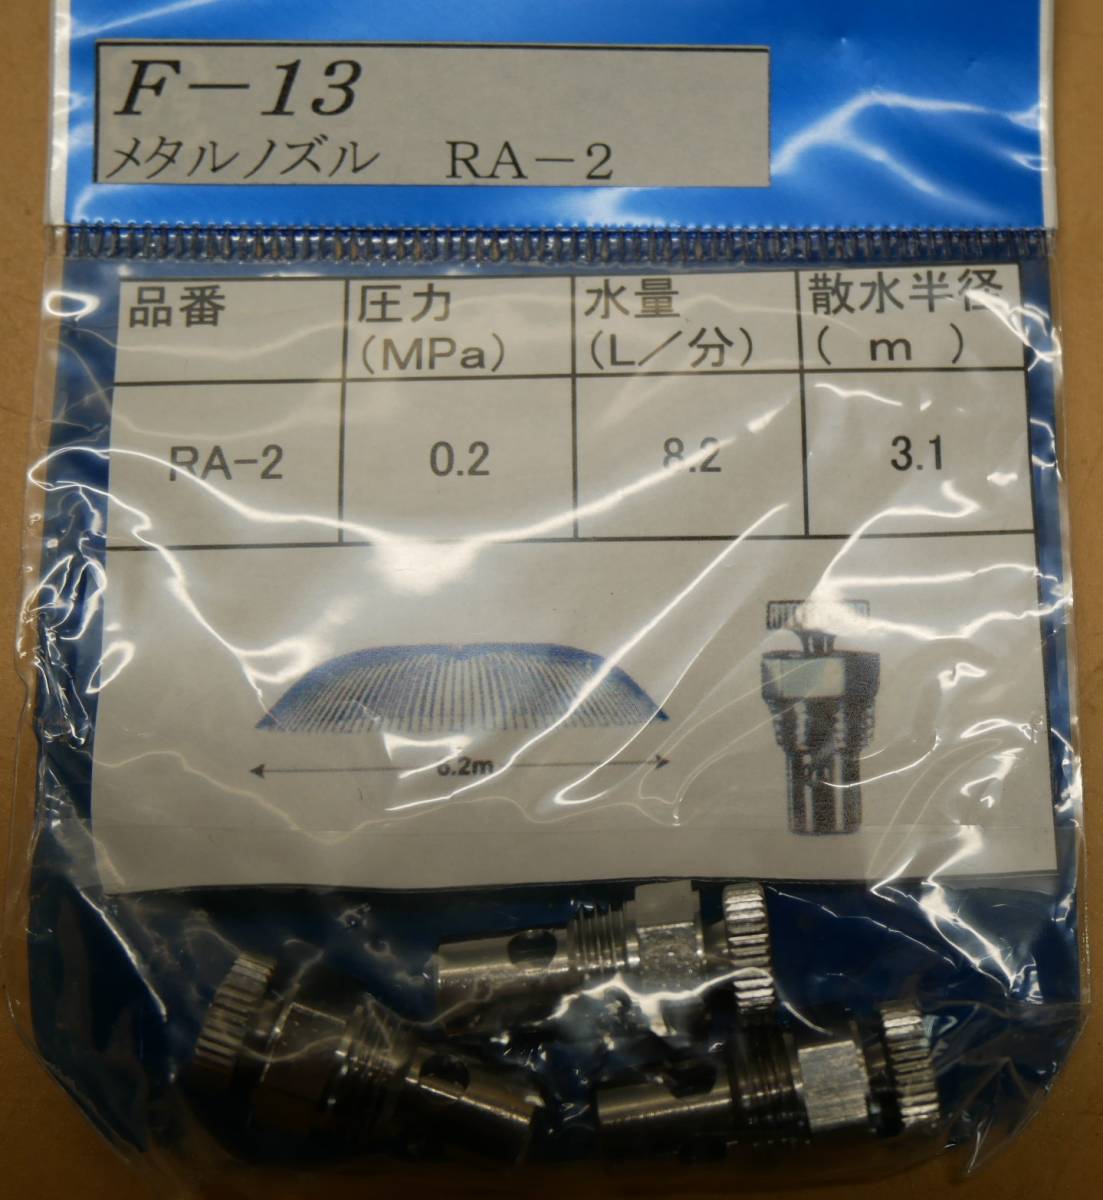 F-13
メタルノズル RA-2
品番 圧力 水量 散水半径
(MPa) (L/分) ( m )
RA-2 0.2 8.2 3.1
6.2m